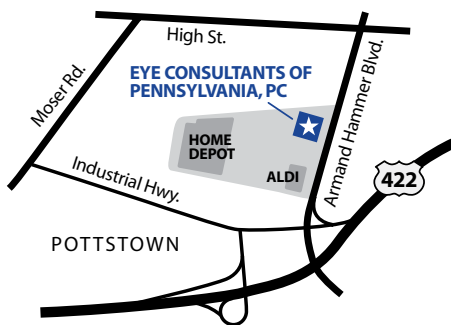 High St.
EYE CONSULTANTS OF
PENNSYLVANIA, PC
Moser Rd.
Armand Hammer Blvd.
HOME
DEPOT
ALDI
Industrial Hwy.
422
POTTSTOWN